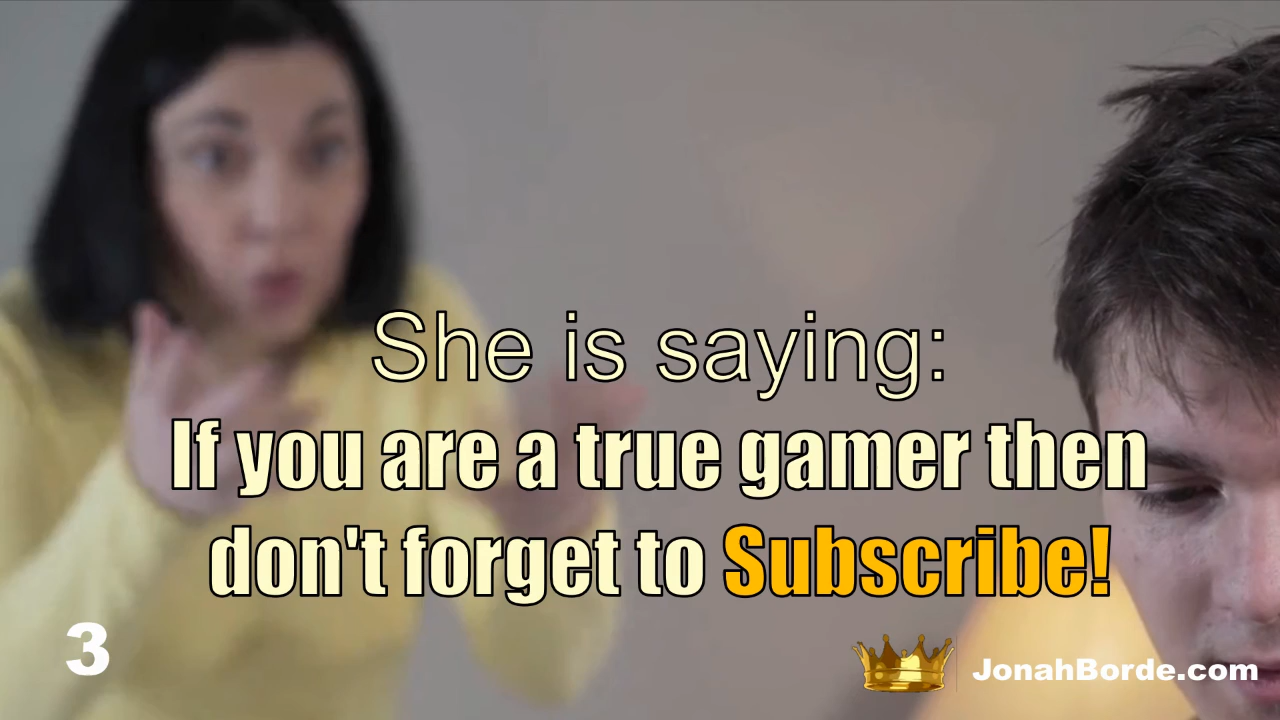 She is saying:
If you are a true gamer then
don't forget to Subscribe!
3
JonahBorde.com